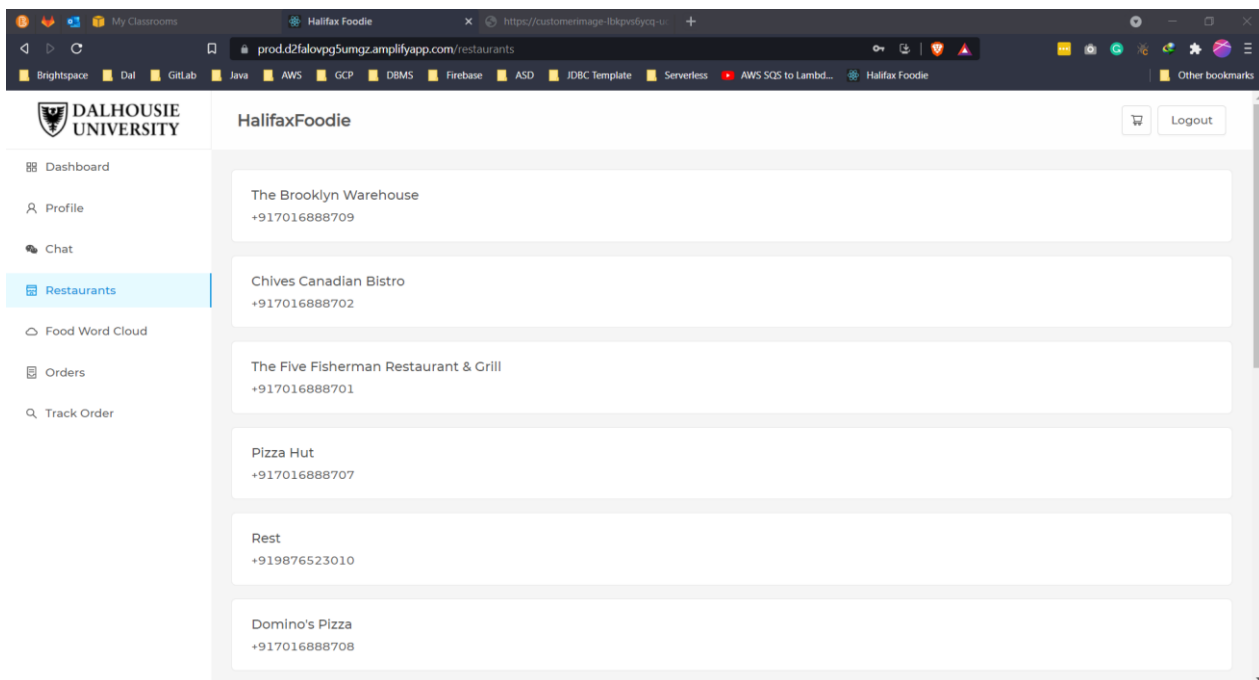 My Classrooms
Halifax Foodie
https://customerimage-lbkpvs6ycq-u
prod.d2falovpg5umgz.amplifyapp.com/restaurants
Brightspace Dal GitLab Java AWS GCP DBMS Firebase ASD JDBC Template Serverless AWS SQS to Lambd... Halifax Foodie Other bookmarks
DALHOUSIE
UNIVERSITY
HalifaxFoodie
Logout
Dashboard
Profile
Chat
Restaurants
Food Word Cloud
Orders
Track Order
The Brooklyn Warehouse
+917016888709
Chives Canadian Bistro
+917016888702
The Five Fisherman Restaurant & Grill
+917016888701
Pizza Hut
+917016888707
Rest
+919876523010
Domino's Pizza
+917016888708